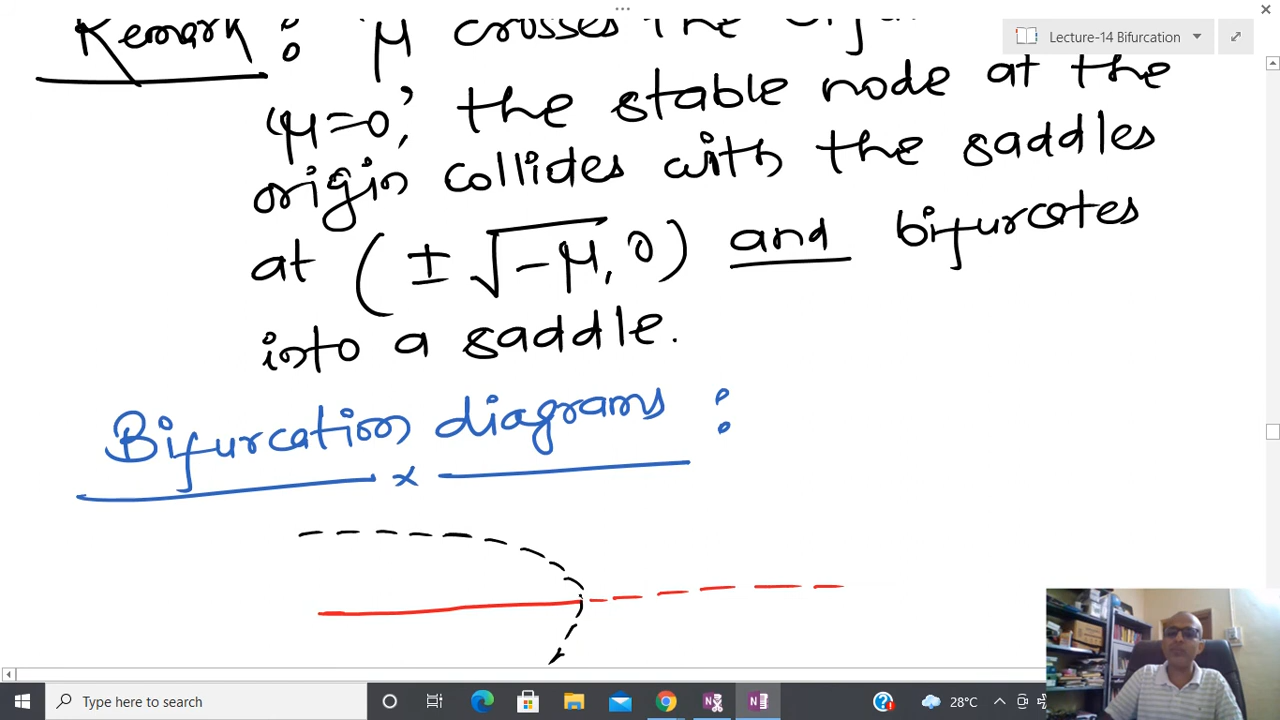 Lecture-14 Bifurcation
Remark : μ crosses the
'μ=0', the stable node at the
origin collides with the saddles
at (± √-μ, 0) and bifurcates
into a saddle.
Bifurcation diagrams :
Type here to search
28°C